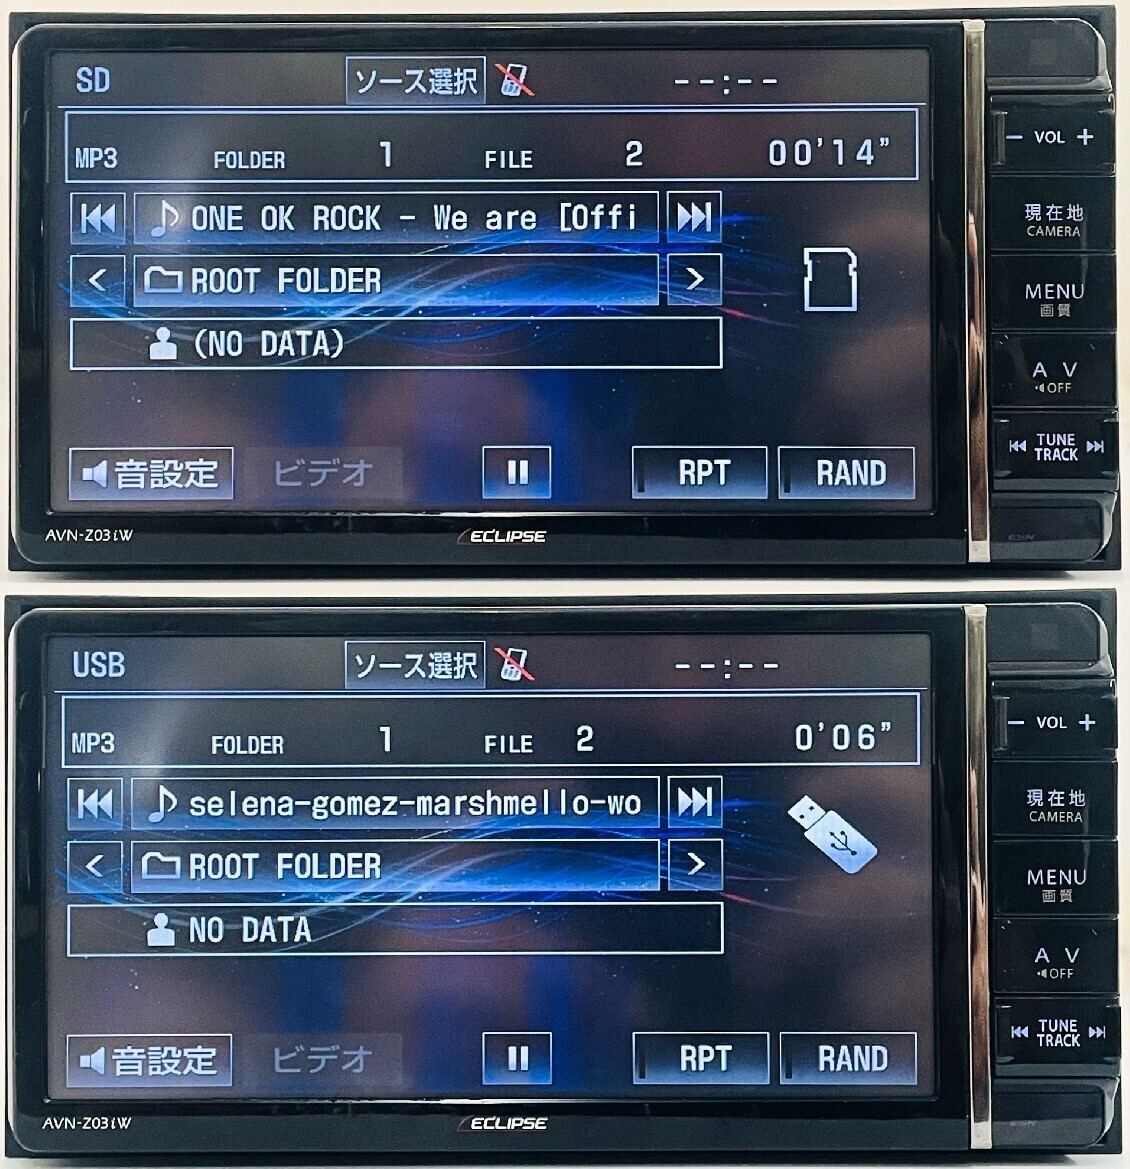 SD ソース選択 --:--
MP3 FOLDER 1 FILE 2 00'14”
ONE OK ROCK - We are [Offi
< ROOT FOLDER >
(NO DATA)
音設定 ビデオ RPT RAND
AVN-Z03iW ECLIPSE
- VOL +
現在地
CAMERA
MENU
画質
A V
OFF
TUNE
TRACK
ESN
USB ソース選択 --:--
MP3 FOLDER 1 FILE 2 0'06”
selena-gomez-marshmello-wo
< ROOT FOLDER >
NO DATA
音設定 ビデオ RPT RAND
AVN-Z03iW ECLIPSE
- VOL +
現在地
CAMERA
MENU
画質
A V
OFF
TUNE
TRACK
ESN